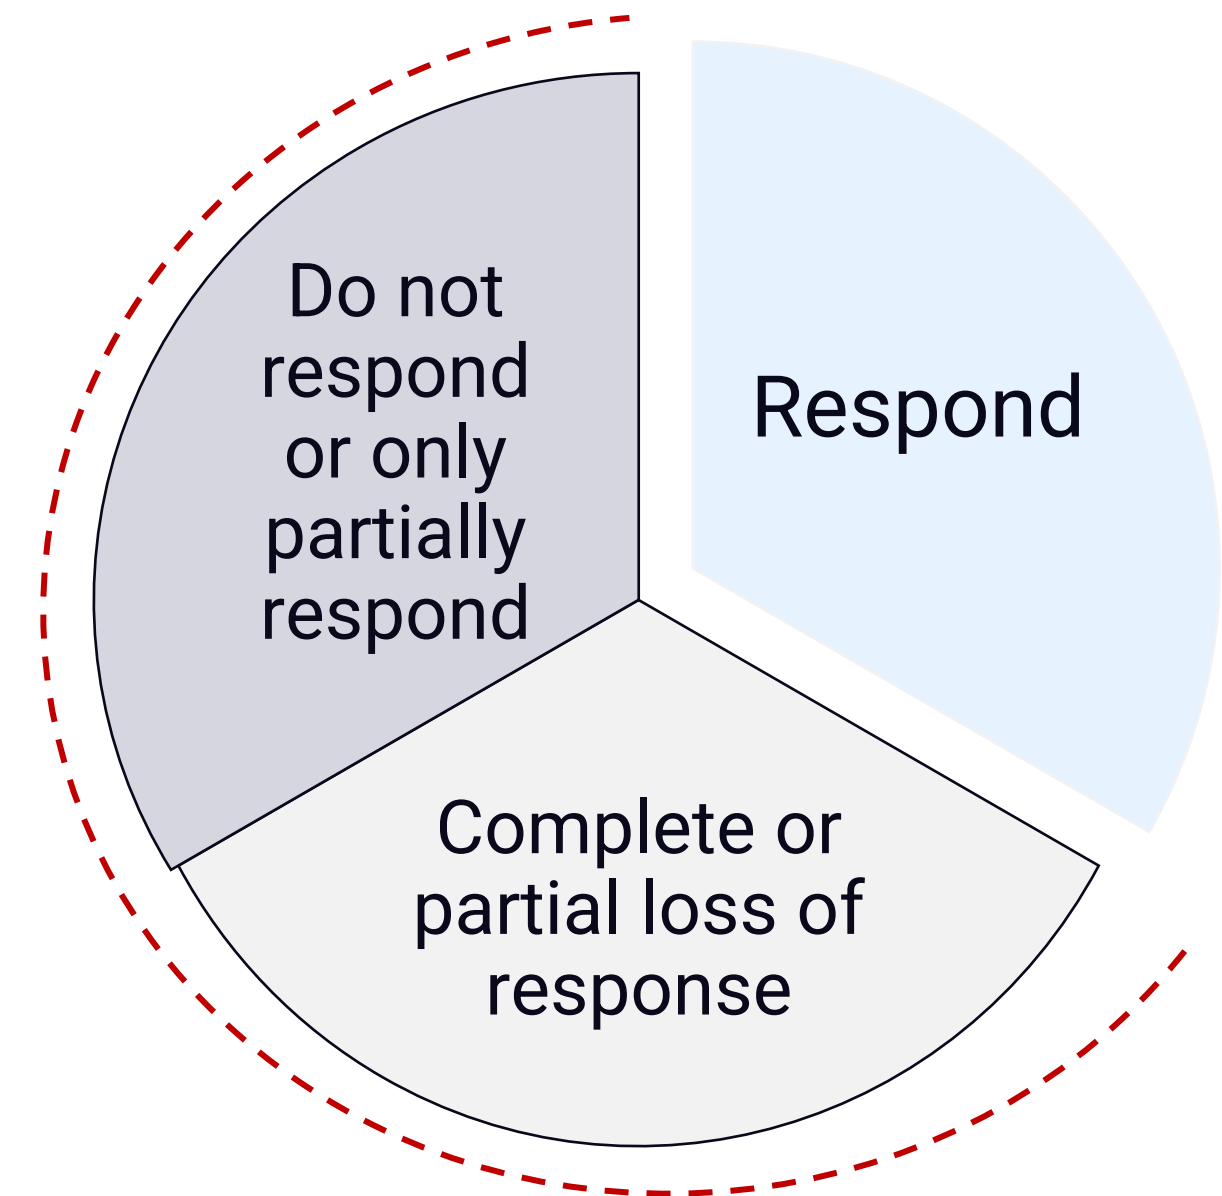 Do not
respond
or only
partially
respond
Respond
Complete or
partial loss of
response